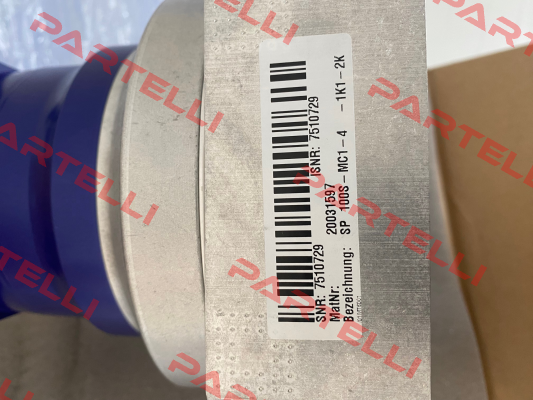 SNR: 7510729 iSNR: 7510729
MatNr: 20031597
Bezeichnung: SP 100S-MC1-4 -1K1-2K
PARTELLI
PARTELLI
PARTELLI
PARTELLI
PARTELLI
PARTELLI